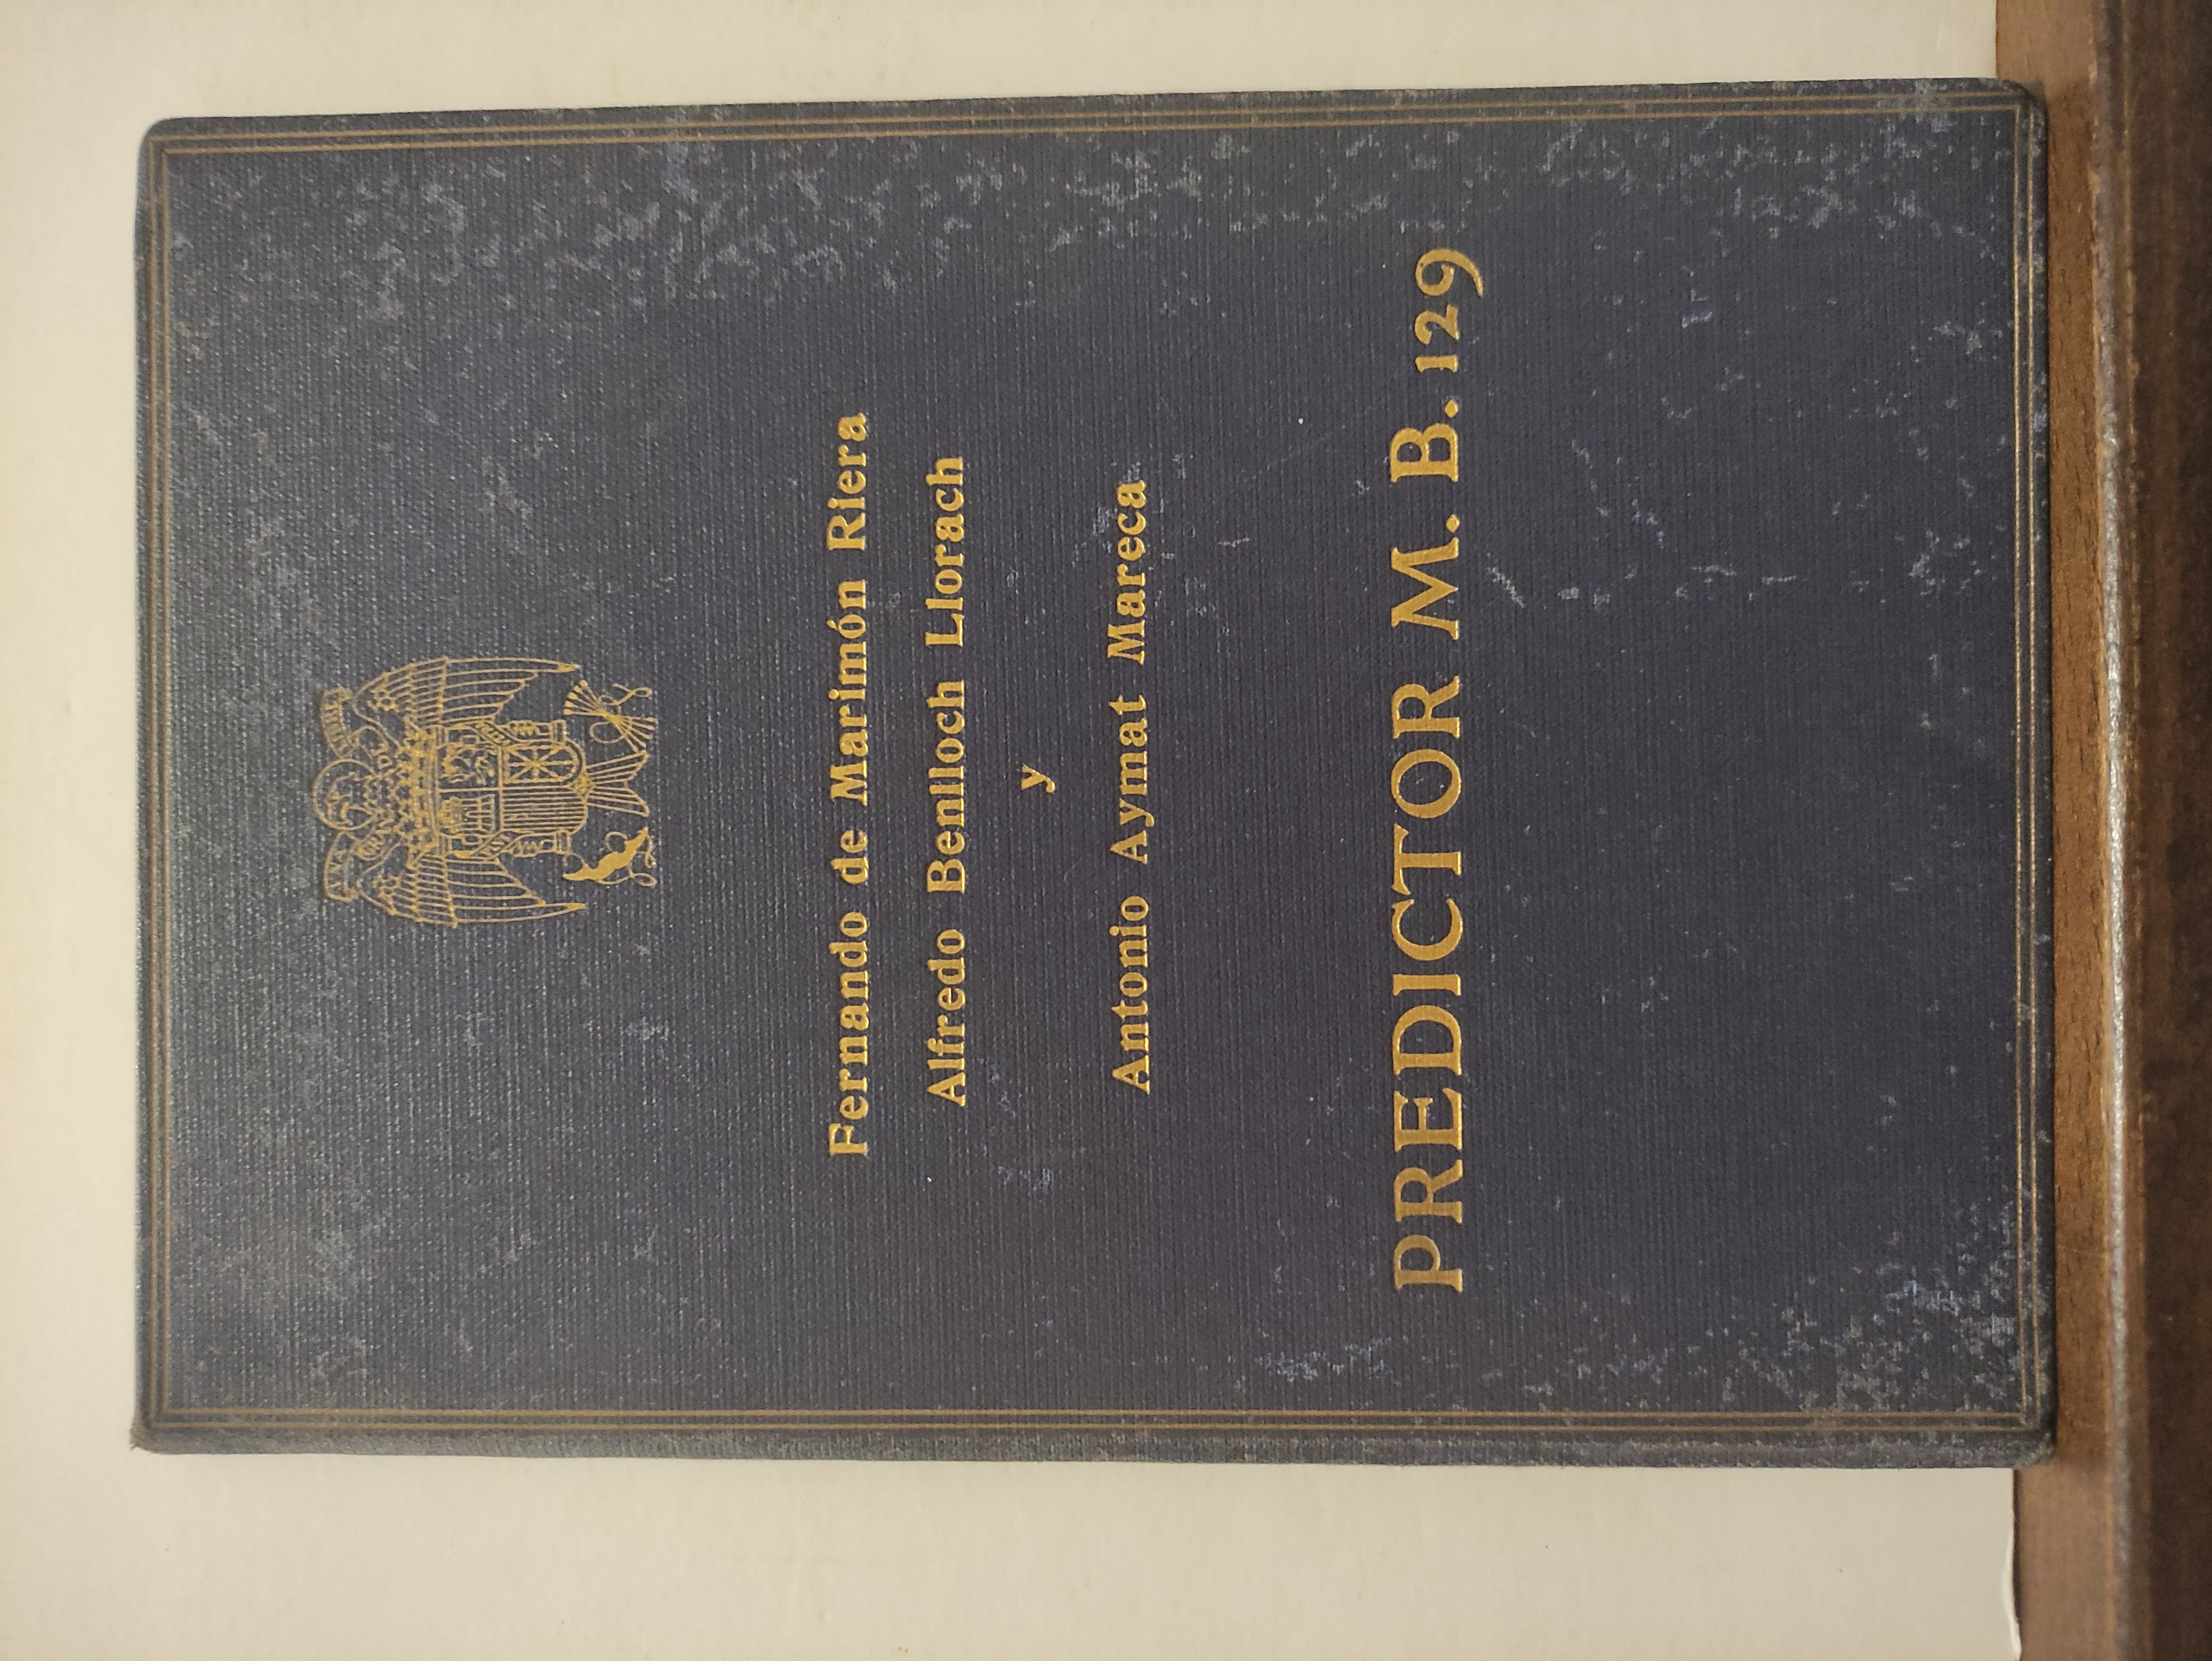 Fernando de Marimón Riera
Alfredo Benlloch Llorach
y
Antonio Aymat Mareca
PREDICTOR M. B. 129